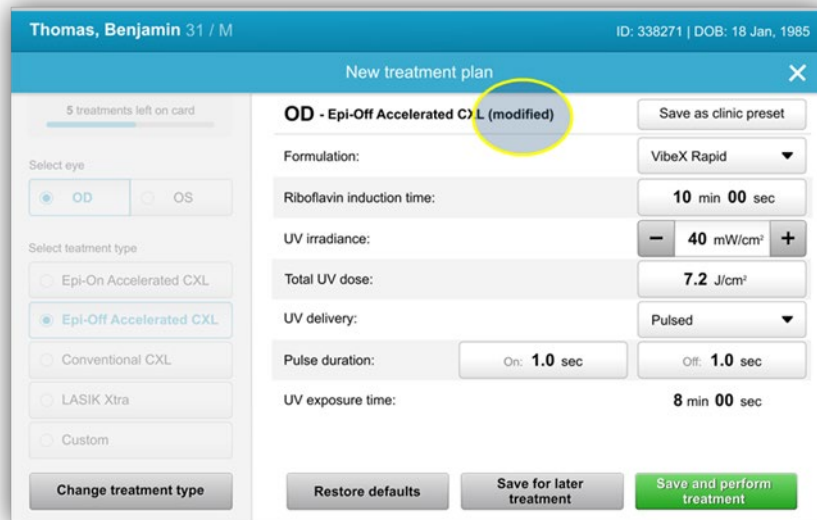 Thomas, Benjamin 31 / M
ID: 338271 | DOB: 18 Jan, 1985
New treatment plan
5 treatments left on card
Select eye
OD
OS
Select teatment type
Epi-On Accelerated CXL
Epi-Off Accelerated CXL
Conventional CXL
LASIK Xtra
Custom
Change treatment type
OD - Epi-Off Accelerated CXL (modified)
Save as clinic preset
Formulation: VibeX Rapid
Riboflavin induction time: 10 min 00 sec
UV irradiance: − 40 mW/cm² +
Total UV dose: 7.2 J/cm²
UV delivery: Pulsed
Pulse duration: On: 1.0 sec Off: 1.0 sec
UV exposure time: 8 min 00 sec
Restore defaults
Save for later
treatment
Save and perform
treatment